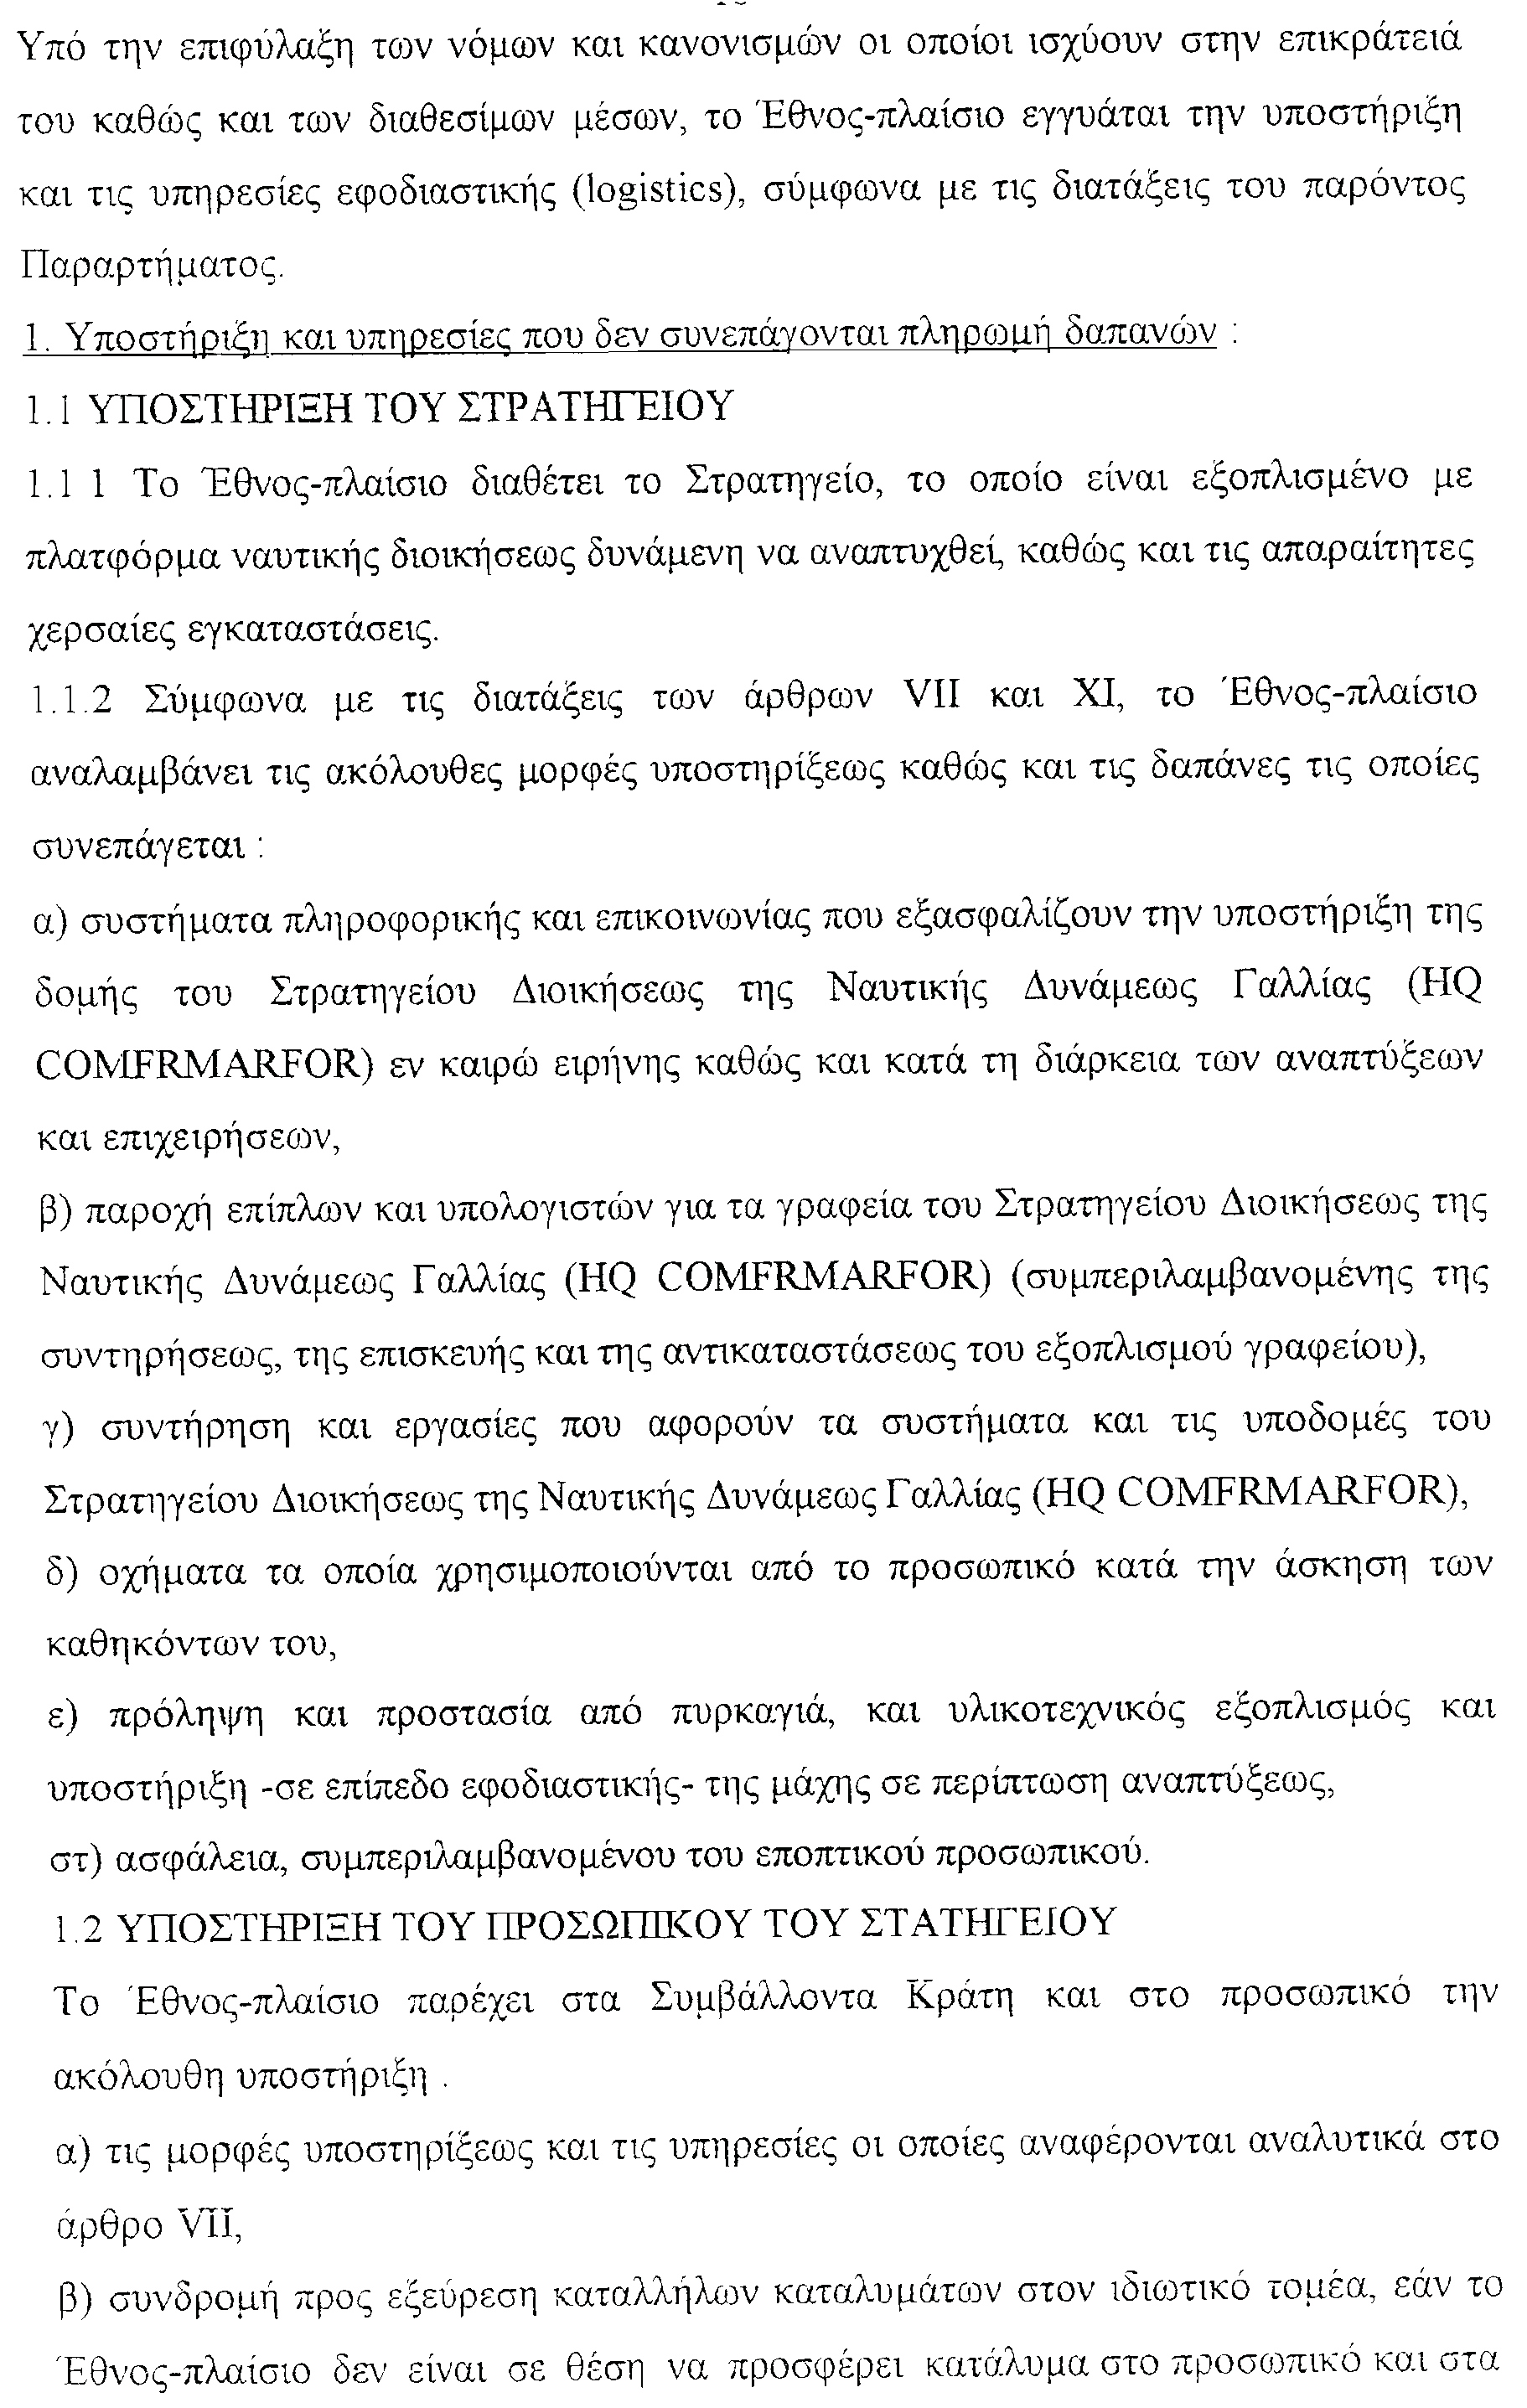 Υπό την επιφύλαξη των νόμων και κανονισμών οι οποίοι ισχύουν στην επικράτειά
του καθώς και των διαθεσίμων μέσων, το Έθνος-πλαίσιο εγγυάται την υποστήριξη
και τις υπηρεσίες εφοδιαστικής (logistics), σύμφωνα με τις διατάξεις του παρόντος
Παραρτήματος.
1. Υποστήριξη και υπηρεσίες που δεν συνεπάγονται πληρωμή δαπανών :
1.1 ΥΠΟΣΤΗΡΙΞΗ ΤΟΥ ΣΤΡΑΤΗΓΕΙΟΥ
1.1 1 Το Έθνος-πλαίσιο διαθέτει το Στρατηγείο, το οποίο είναι εξοπλισμένο με
πλατφόρμα ναυτικής διοικήσεως δυνάμενη να αναπτυχθεί, καθώς και τις απαραίτητες
χερσαίες εγκαταστάσεις.
1.1.2 Σύμφωνα με τις διατάξεις των άρθρων VII και XI, το Έθνος-πλαίσιο
αναλαμβάνει τις ακόλουθες μορφές υποστηρίξεως καθώς και τις δαπάνες τις οποίες
συνεπάγεται :
α) συστήματα πληροφορικής και επικοινωνίας που εξασφαλίζουν την υποστήριξη της
δομής του Στρατηγείου Διοικήσεως της Ναυτικής Δυνάμεως Γαλλίας (HQ
COMFRMARFOR) εν καιρώ ειρήνης καθώς και κατά τη διάρκεια των αναπτύξεων
και επιχειρήσεων,
β) παροχή επίπλων και υπολογιστών για τα γραφεία του Στρατηγείου Διοικήσεως της
Ναυτικής Δυνάμεως Γαλλίας (HQ COMFRMARFOR) (συμπεριλαμβανομένης της
συντηρήσεως, της επισκευής και της αντικαταστάσεως του εξοπλισμού γραφείου),
γ) συντήρηση και εργασίες που αφορούν τα συστήματα και τις υποδομές του
Στρατηγείου Διοικήσεως της Ναυτικής Δυνάμεως Γαλλίας (HQ COMFRMARFOR),
δ) οχήματα τα οποία χρησιμοποιούνται από το προσωπικό κατά την άσκηση των
καθηκόντων του,
ε) πρόληψη και προστασία από πυρκαγιά, και υλικοτεχνικός εξοπλισμός και
υποστήριξη -σε επίπεδο εφοδιαστικής- της μάχης σε περίπτωση αναπτύξεως,
στ) ασφάλεια, συμπεριλαμβανομένου του εποπτικού προσωπικού.
1.2 ΥΠΟΣΤΗΡΙΞΗ ΤΟΥ ΠΡΟΣΩΠΙΚΟΥ ΤΟΥ ΣΤΑΤΗΓΕΙΟΥ
Το Έθνος-πλαίσιο παρέχει στα Συμβάλλοντα Κράτη και στο προσωπικό την
ακόλουθη υποστήριξη .
α) τις μορφές υποστηρίξεως και τις υπηρεσίες οι οποίες αναφέρονται αναλυτικά στο
άρθρο VII,
β) συνδρομή προς εξεύρεση καταλλήλων καταλυμάτων στον ιδιωτικό τομέα, εάν το
Έθνος-πλαίσιο δεν είναι σε θέση να προσφέρει κατάλυμα στο προσωπικό και στα